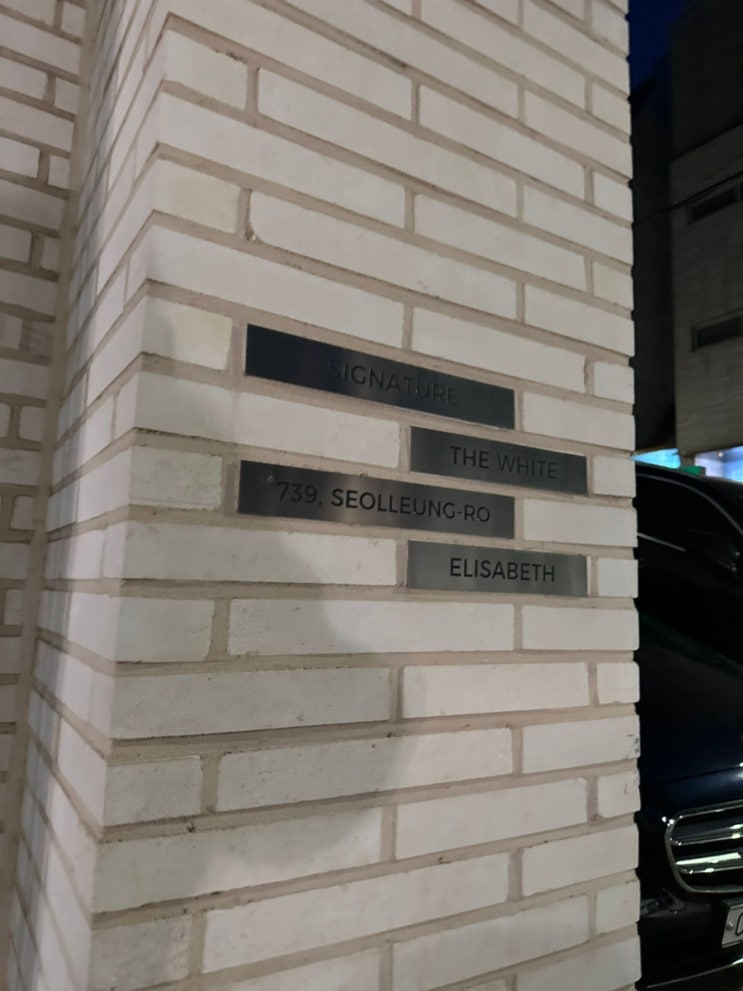 SIGNATURE
THE WHITE
739, SEOLLEUNG-RO
ELISABETH